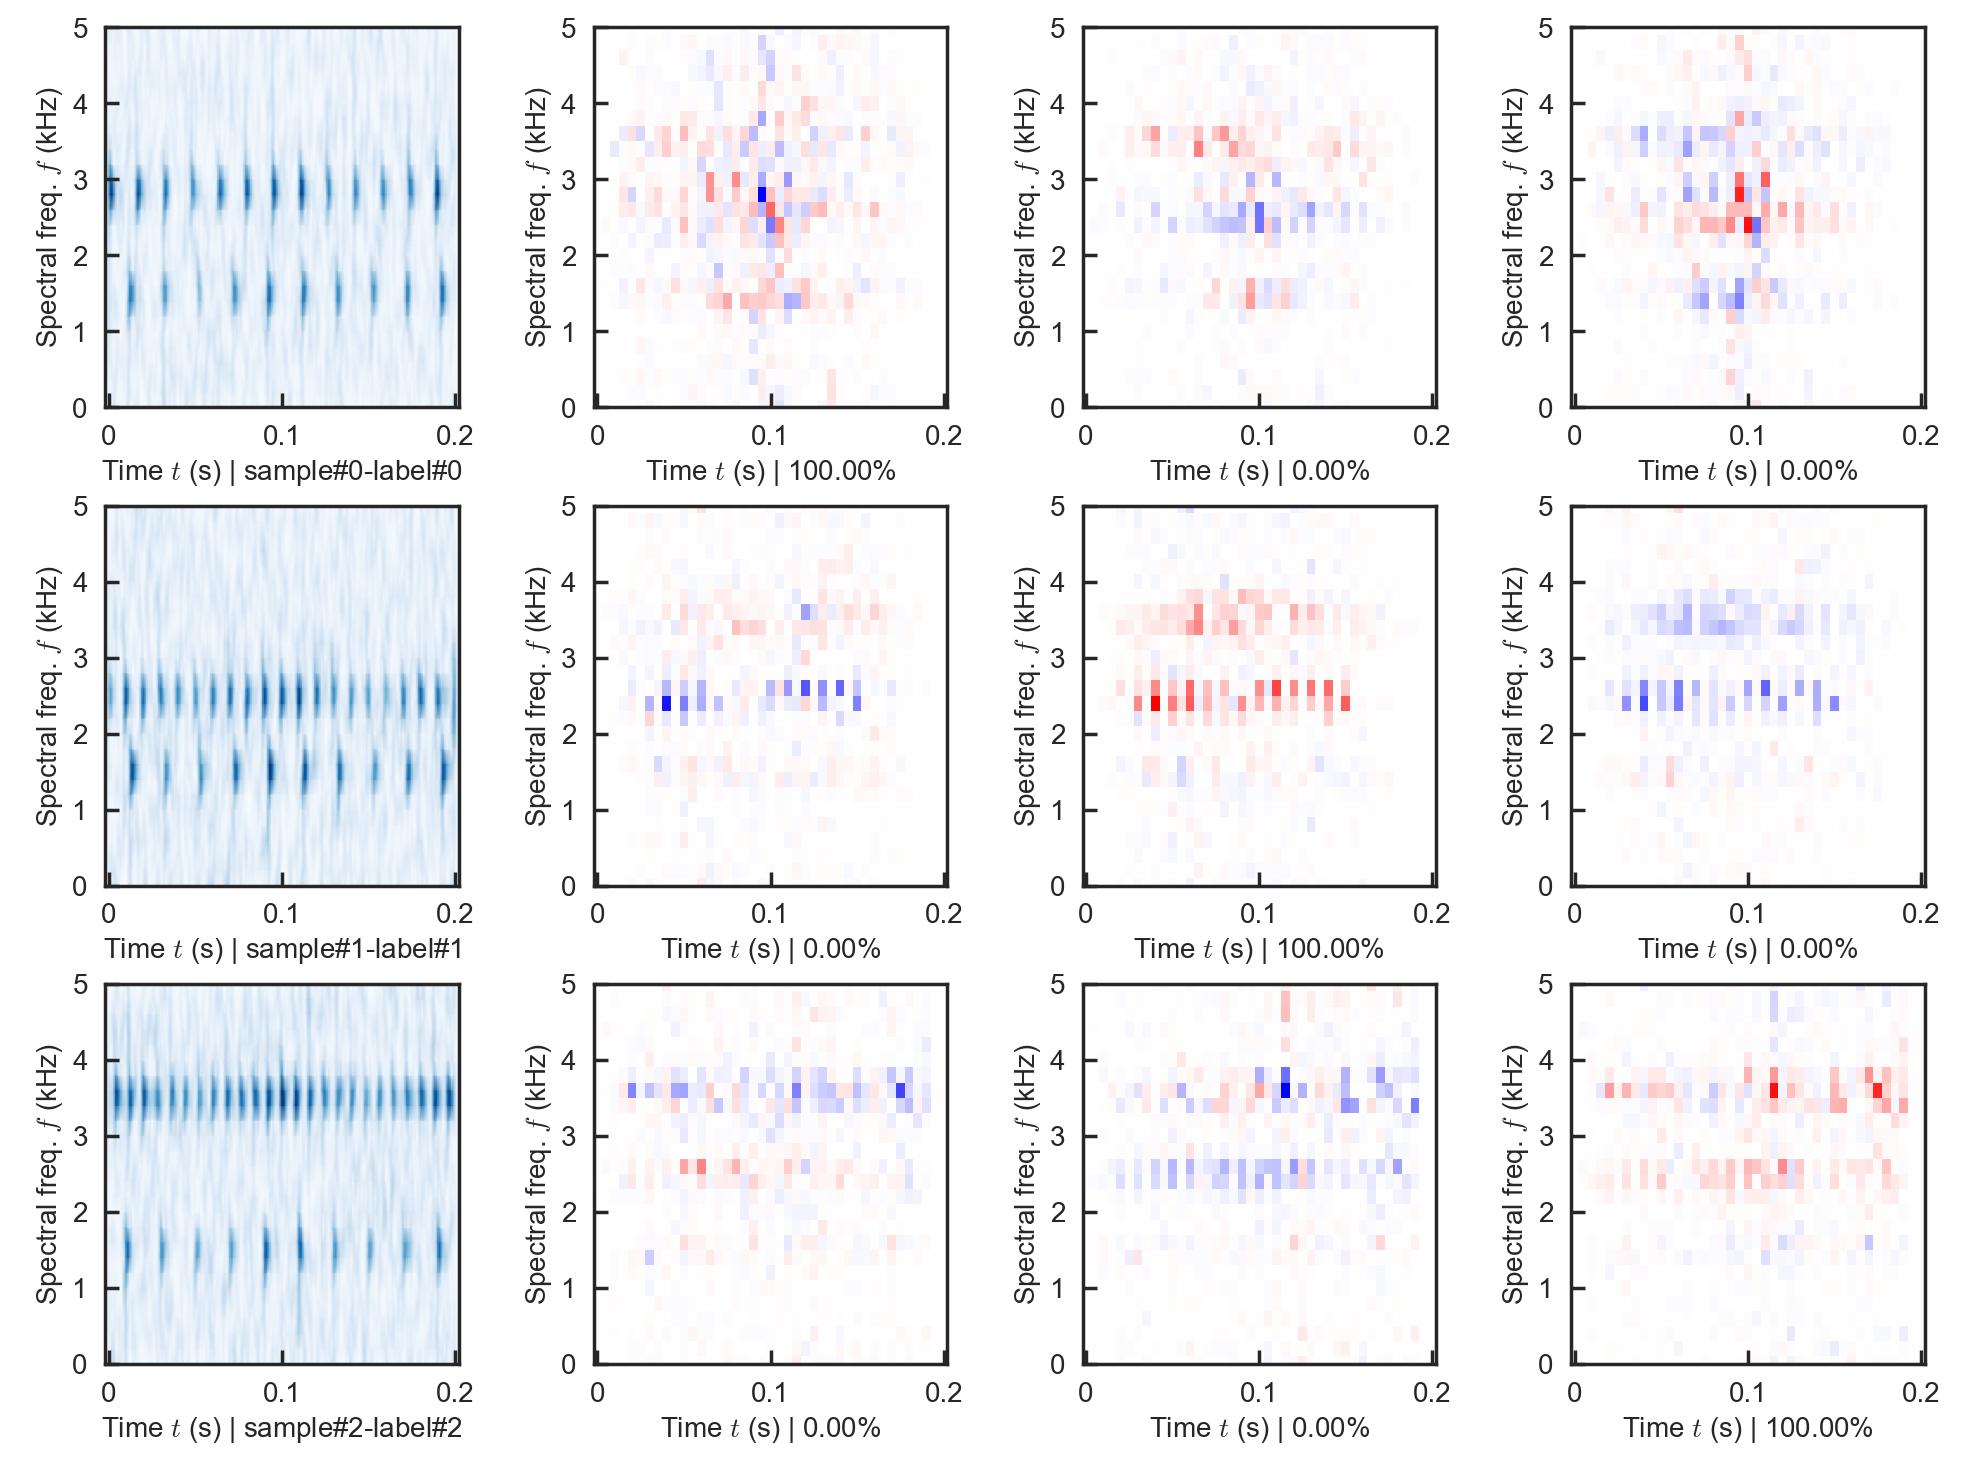 5 5 5 5
4 4 4 4
3 3 3 3
2 2 2 2
1 1 1 1
0 0 0 0
Spectral freq. f (kHz) Spectral freq. f (kHz) Spectral freq. f (kHz) Spectral freq. f (kHz)
0 0.1 0.2 0 0.1 0.2 0 0.1 0.2 0 0.1 0.2
Time t (s) | sample#0-label#0 Time t (s) | 100.00% Time t (s) | 0.00% Time t (s) | 0.00%
5 5 5 5
4 4 4 4
3 3 3 3
2 2 2 2
1 1 1 1
0 0 0 0
Spectral freq. f (kHz) Spectral freq. f (kHz) Spectral freq. f (kHz) Spectral freq. f (kHz)
0 0.1 0.2 0 0.1 0.2 0 0.1 0.2 0 0.1 0.2
Time t (s) | sample#1-label#1 Time t (s) | 0.00% Time t (s) | 100.00% Time t (s) | 0.00%
5 5 5 5
4 4 4 4
3 3 3 3
2 2 2 2
1 1 1 1
0 0 0 0
Spectral freq. f (kHz) Spectral freq. f (kHz) Spectral freq. f (kHz) Spectral freq. f (kHz)
0 0.1 0.2 0 0.1 0.2 0 0.1 0.2 0 0.1 0.2
Time t (s) | sample#2-label#2 Time t (s) | 0.00% Time t (s) | 0.00% Time t (s) | 100.00%